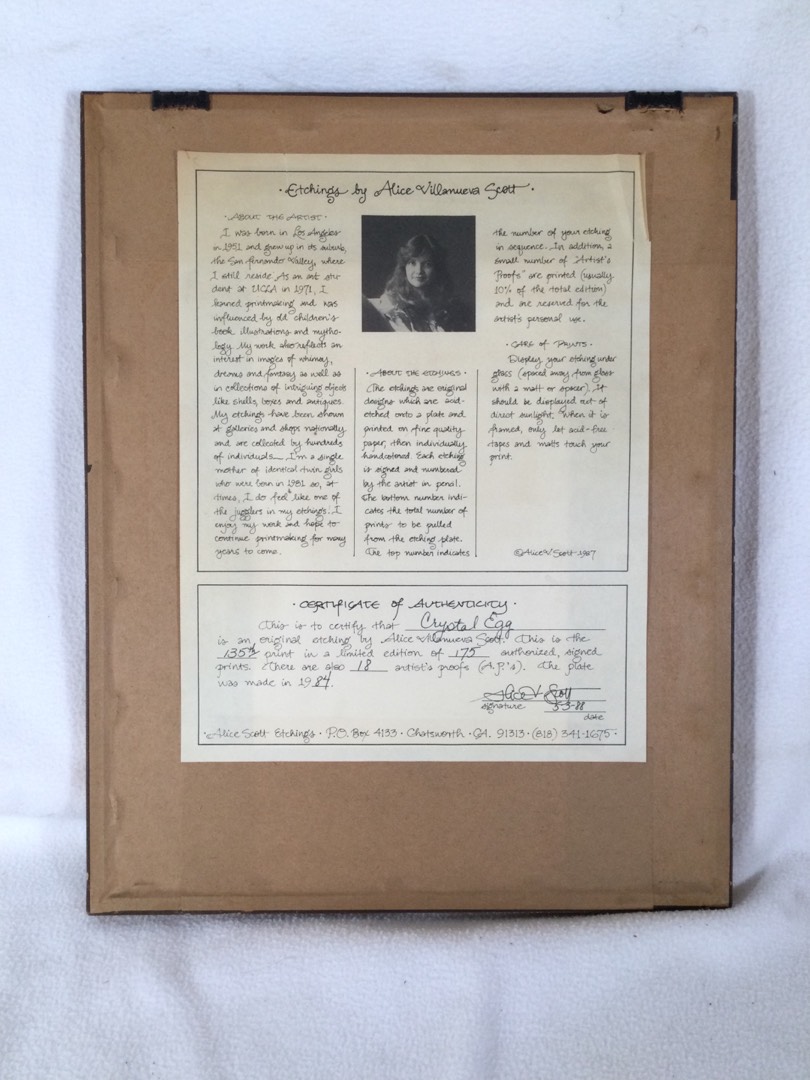 · Etchings by Alice Villanueva Scott ·
· ABOUT THE ARTIST ·
I was born in Los Angeles
in 1951 and grew up in its suburb,
the San Fernando Valley, where
I still reside. As an art stu-
dent at UCLA in 1971, I
learned printmaking and was
influenced by old children's
book illustrations and mytho-
logy. My work also reflects an
interest in images of whimsy,
dreams and fantasy as well as
in collections of intriguing objects
like shells, boxes and antiques.
My etchings have been shown
at galleries and shops nationally
and are collected by hundreds
of individuals. I'm a single
mother of identical twin girls
who were born in 1981 so, at
times, I do feel like one of
the jugglers in my etchings! I
enjoy my work and hope to
continue printmaking for many
years to come.
· ABOUT THE ETCHINGS ·
The etchings are original
designs which are acid-
etched onto a plate and
printed on fine quality
paper, then individually
handcolored. Each etching
is signed and numbered
by the artist in pencil.
The bottom number indi-
cates the total number of
prints to be pulled
from the etching plate.
The top number indicates
the number of your etching
in sequence. In addition, a
small number of "Artist's
Proofs" are printed (usually
10% of the total edition)
and are reserved for the
artist's personal use.
· CARE OF PRINTS ·
Display your etching under
glass (spaced away from glass
with a matt or spacer). It
should be displayed out of
direct sunlight. When it is
framed, only let acid-free
tapes and matts touch your
print.
©Alice V. Scott 1987
· CERTIFICATE OF AUTHENTICITY ·
This is to certify that Crystal Egg
is an original etching by Alice Villanueva Scott. This is the
135th print in a limited edition of 175 authorized, signed
prints. There are also 18 artist's proofs (A.P.'s). The plate
was made in 1984.
Alice V Scott
signature 5-3-88
date
· Alice Scott Etchings · P.O. Box 4133 · Chatsworth · CA. 91313 · (818) 341-1675 ·